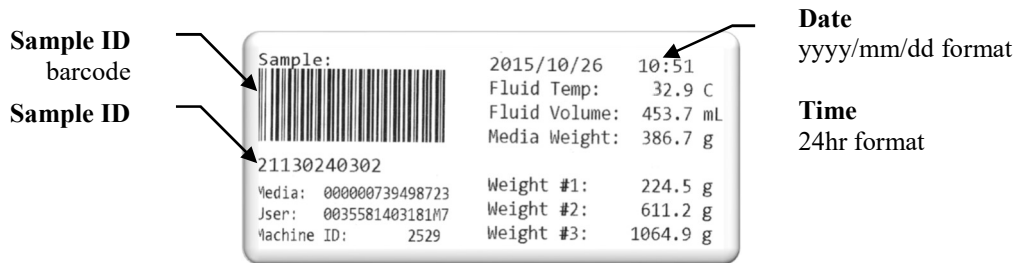 Sample ID
barcode
Sample ID
Sample:
21130240302
Media: 000000739498723
User: 0035581403181M7
Machine ID: 2529
2015/10/26 10:51
Fluid Temp: 32.9 C
Fluid Volume: 453.7 mL
Media Weight: 386.7 g
Weight #1: 224.5 g
Weight #2: 611.2 g
Weight #3: 1064.9 g
Date
yyyy/mm/dd format
Time
24hr format